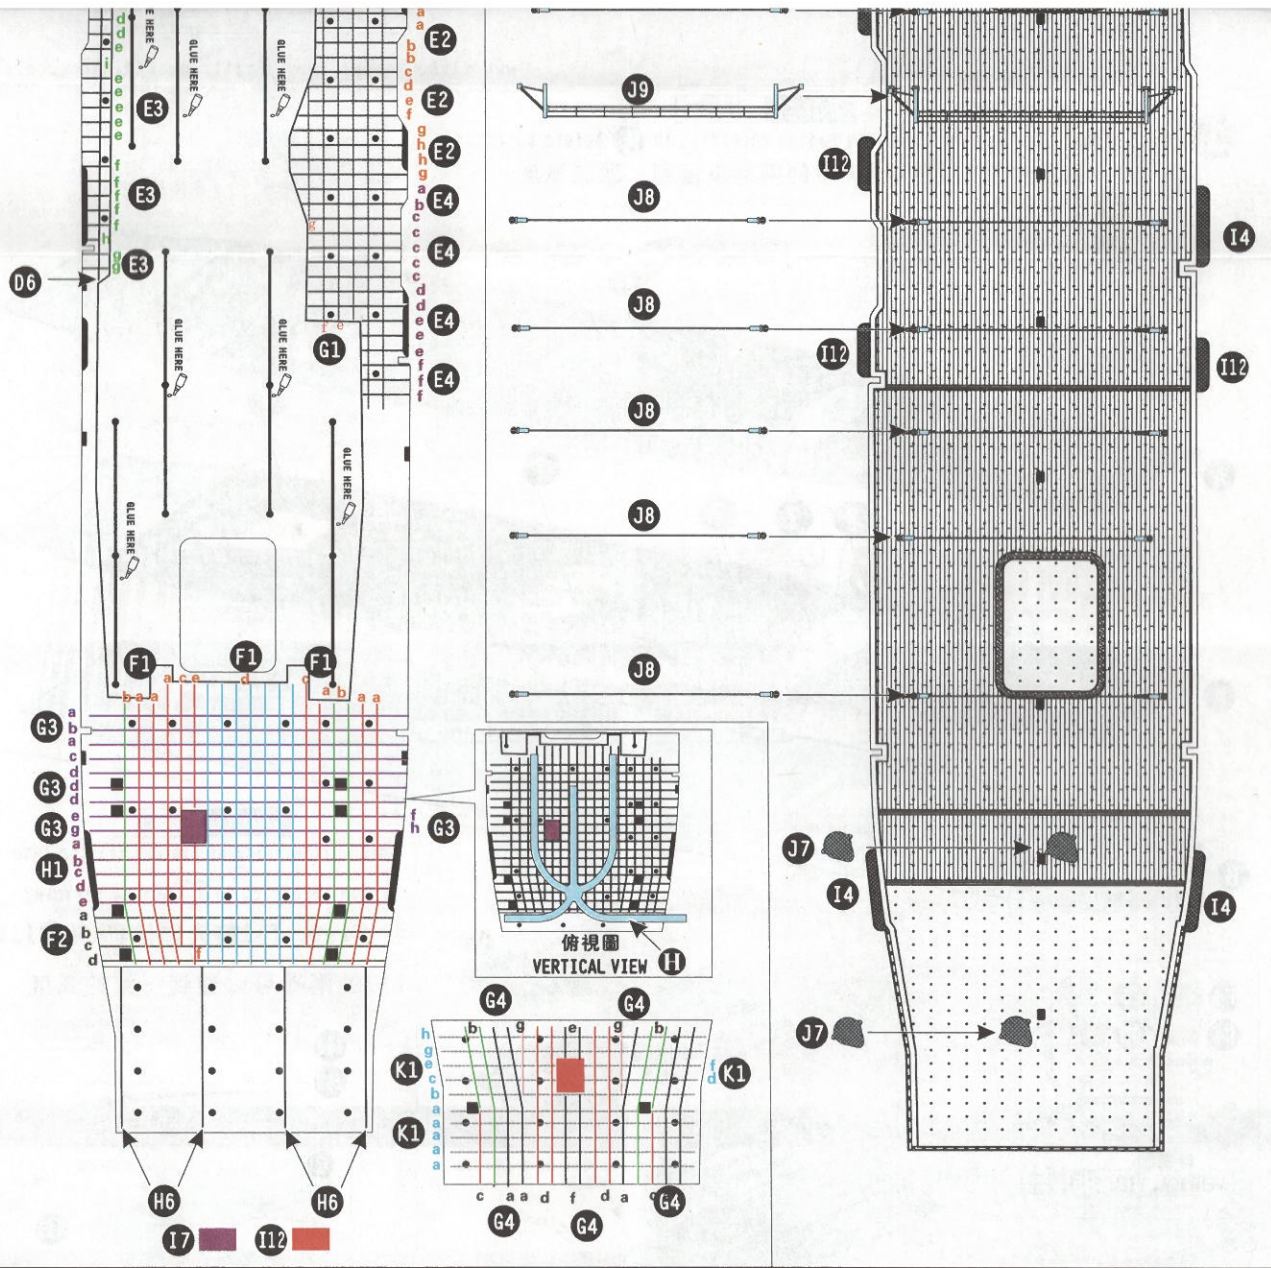 d
d
e
i
e
e
e
e
e
E3
f
f
f
f
f
E3
h
g
g
E3
D6
GLUE HERE
GLUE HERE
GLUE HERE
GLUE HERE
GLUE HERE
GLUE HERE
GLUE HERE
a
a
E2
b
b
c
d
E2
e
f
g
h
h
E2
g
a
b
E4
c
c
c
E4
c
c
d
d
e
E4
e
e
f
f
E4
f
g
f e
G1
J9
J8
J8
J8
J8
J8
I12
I4
I12
I12
F1 F1 F1
a c e d c
b a a a b a a
a
G3 b
a
c
d
G3 d
d
e
G3 g
a
b
H1 c
d
e
a
F2 b
c
d
f
f
h G3
俯視圖
VERTICAL VIEW H
H6 H6
I7 I12
G4 G4
b g e g b
h
g
e
K1 c
b
a
a
K1 a
a
a
f
d K1
c a a d f d a c
G4 G4 G4
J7
I4 I4
J7